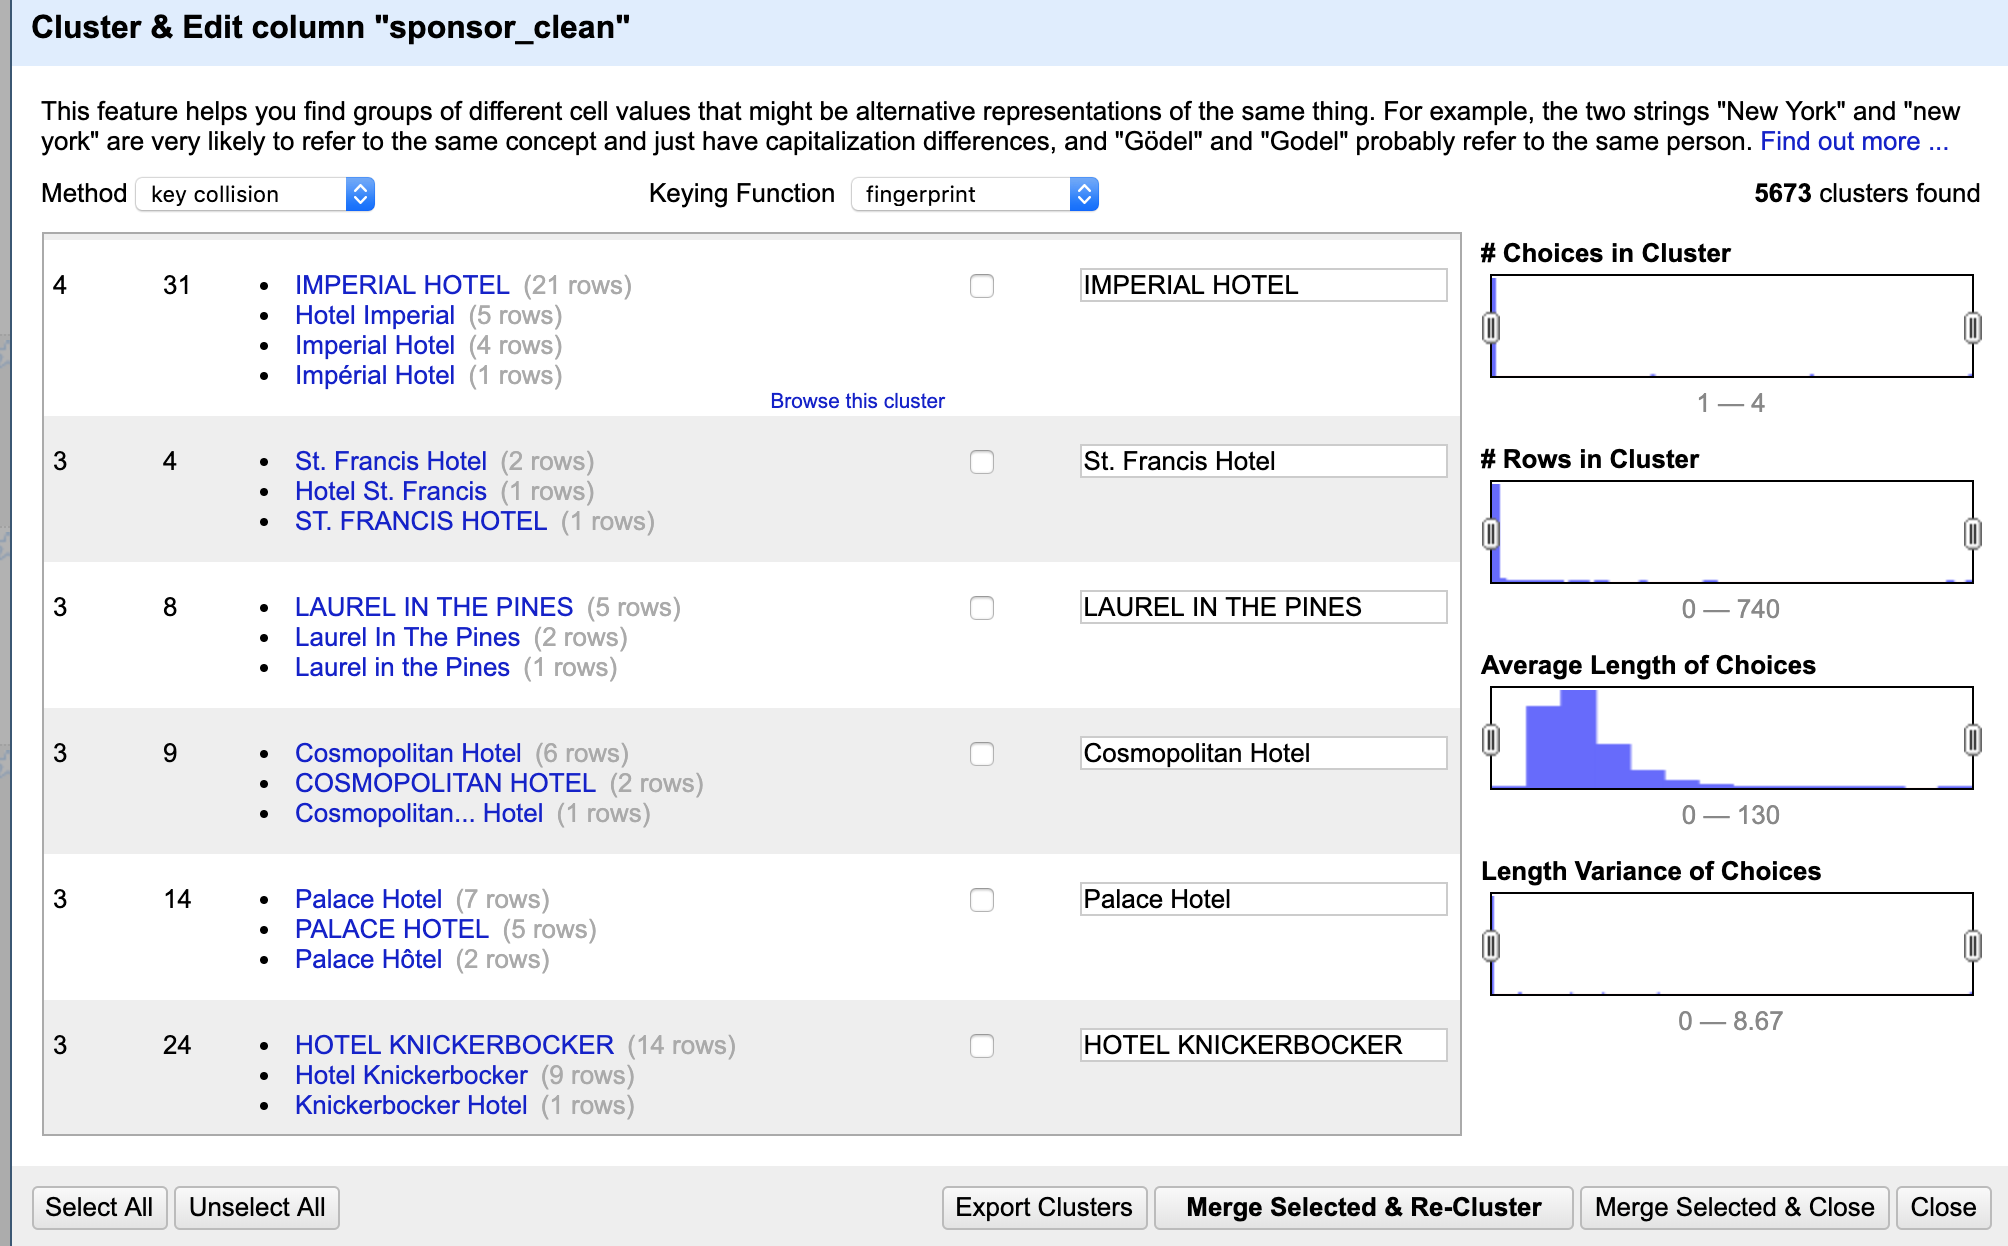 Cluster & Edit column "sponsor_clean"
This feature helps you find groups of different cell values that might be alternative representations of the same thing. For example, the two strings "New York" and "new
york" are very likely to refer to the same concept and just have capitalization differences, and "Gödel" and "Godel" probably refer to the same person. Find out more ...
Method key collision Keying Function fingerprint 5673 clusters found
4 31 • IMPERIAL HOTEL (21 rows) IMPERIAL HOTEL
• Hotel Imperial (5 rows)
• Imperial Hotel (4 rows)
• Impérial Hotel (1 rows)
Browse this cluster
3 4 • St. Francis Hotel (2 rows) St. Francis Hotel
• Hotel St. Francis (1 rows)
• ST. FRANCIS HOTEL (1 rows)
3 8 • LAUREL IN THE PINES (5 rows) LAUREL IN THE PINES
• Laurel In The Pines (2 rows)
• Laurel in the Pines (1 rows)
3 9 • Cosmopolitan Hotel (6 rows) Cosmopolitan Hotel
• COSMOPOLITAN HOTEL (2 rows)
• Cosmopolitan... Hotel (1 rows)
3 14 • Palace Hotel (7 rows) Palace Hotel
• PALACE HOTEL (5 rows)
• Palace Hôtel (2 rows)
3 24 • HOTEL KNICKERBOCKER (14 rows) HOTEL KNICKERBOCKER
• Hotel Knickerbocker (9 rows)
• Knickerbocker Hotel (1 rows)
# Choices in Cluster
1 — 4
# Rows in Cluster
0 — 740
Average Length of Choices
0 — 130
Length Variance of Choices
0 — 8.67
Select All Unselect All Export Clusters Merge Selected & Re-Cluster Merge Selected & Close Close